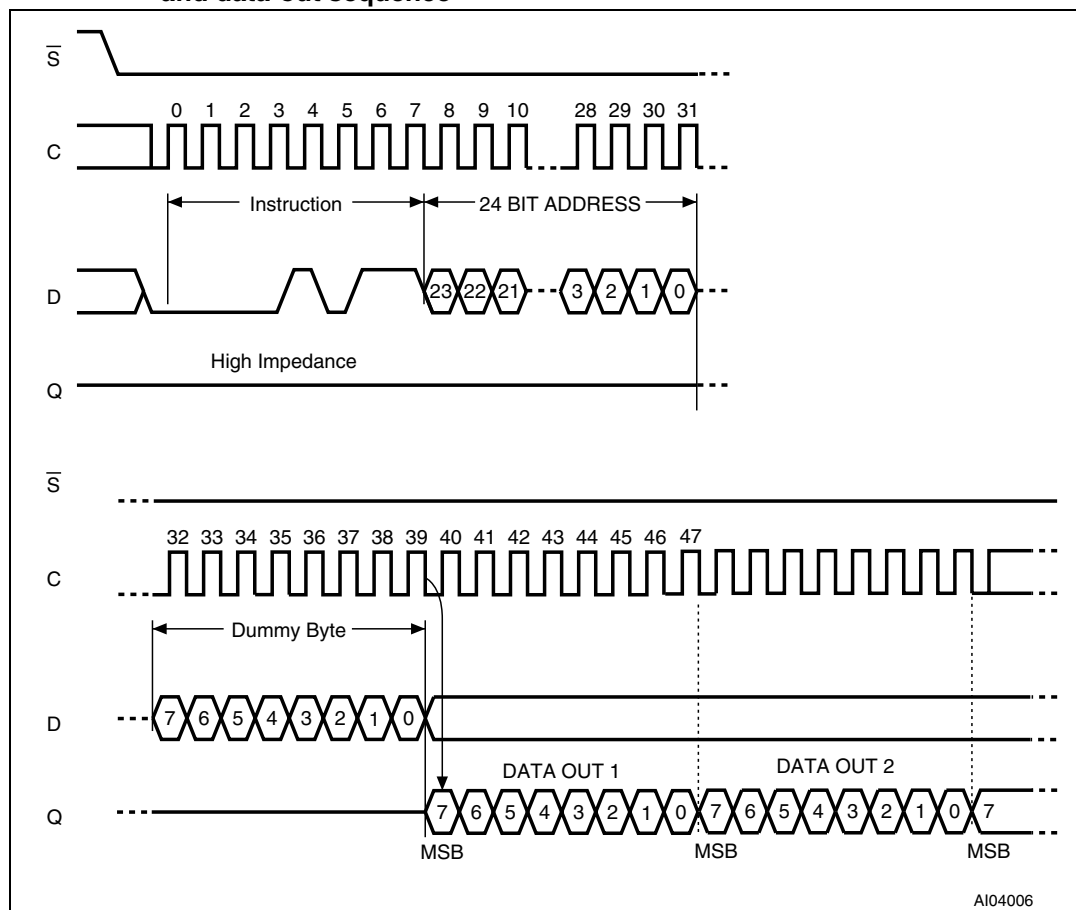 and data-out sequence
S
0 1 2 3 4 5 6 7 8 9 10 28 29 30 31
C
Instruction 24 BIT ADDRESS
D 23 22 21 3 2 1 0
High Impedance
Q
S
32 33 34 35 36 37 38 39 40 41 42 43 44 45 46 47
C
Dummy Byte
D 7 6 5 4 3 2 1 0
DATA OUT 1 DATA OUT 2
Q 7 6 5 4 3 2 1 0 7 6 5 4 3 2 1 0 7
MSB MSB MSB
AI04006